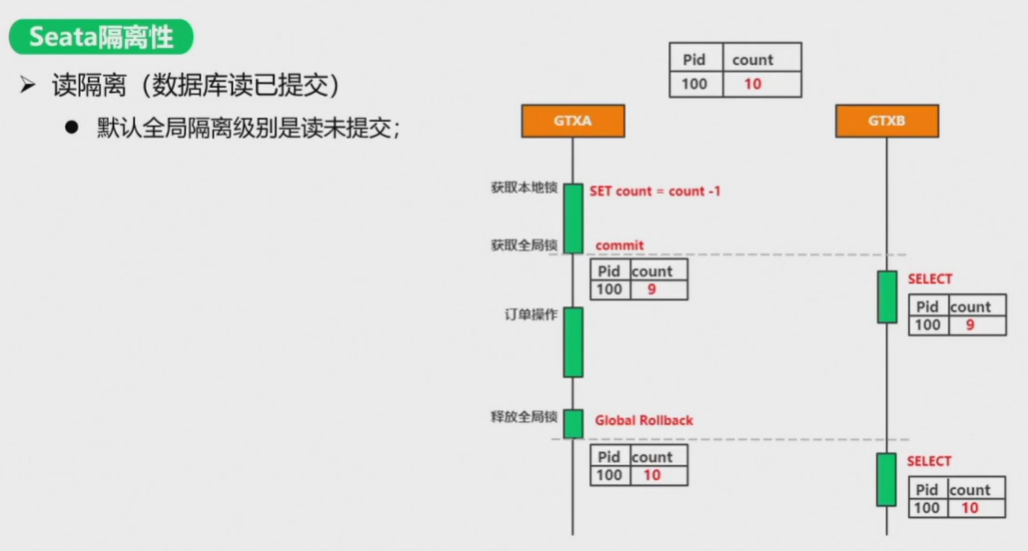 Seata隔离性
➢ 读隔离（数据库读已提交）
● 默认全局隔离级别是读未提交；
Pid count
100 10
GTXA
GTXB
获取本地锁
SET count = count -1
获取全局锁
commit
Pid count
100 9
SELECT
Pid count
100 9
订单操作
释放全局锁
Global Rollback
Pid count
100 10
SELECT
Pid count
100 10